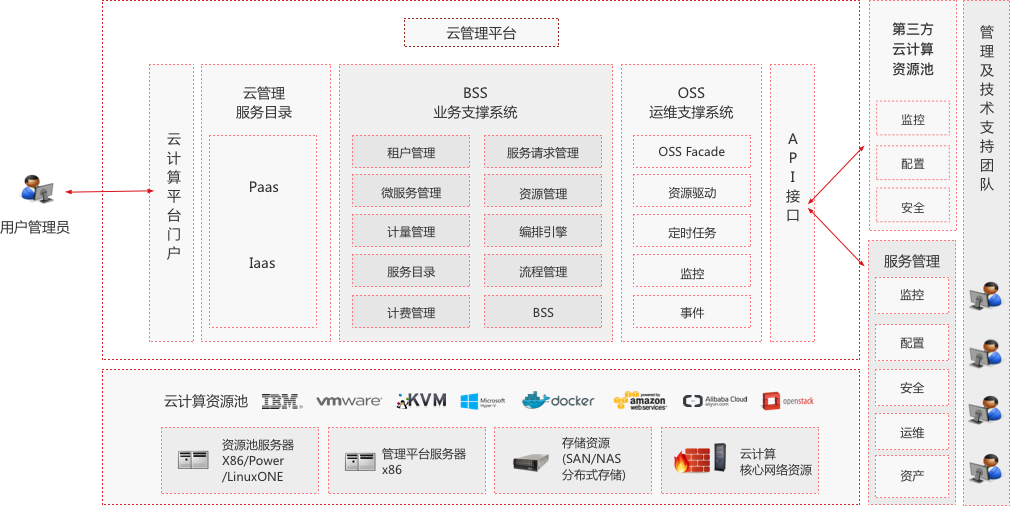 云管理平台
用户管理员
云计算平台门户
云管理
服务目录
Paas
Iaas
BSS
业务支撑系统
租户管理
服务请求管理
微服务管理
资源管理
计量管理
编排引擎
服务目录
流程管理
计费管理
BSS
OSS
运维支撑系统
OSS Facade
资源驱动
定时任务
监控
事件
API接口
第三方
云计算
资源池
监控
配置
安全
服务管理
监控
配置
安全
运维
资产
管理及技术支持团队
云计算资源池
IBM
vmware
KVM
Microsoft
Hyper-V
docker
powered by
amazon
web services
Alibaba Cloud
aliyun.com
openstack
资源池服务器
X86/Power
/LinuxONE
管理平台服务器
x86
存储资源
(SAN/NAS
分布式存储)
云计算
核心网络资源